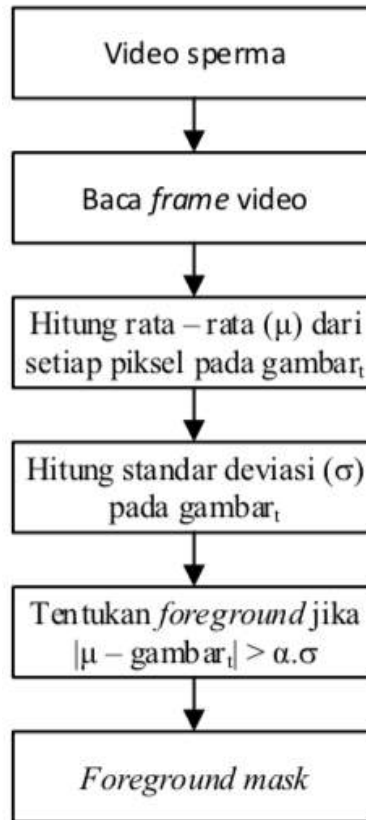 Video sperma
Baca frame video
Hitung rata – rata (μ) dari
setiap piksel pada gambarₜ
Hitung standar deviasi (σ)
pada gambarₜ
Tentukan foreground jika
|μ – gambarₜ| > α.σ
Foreground mask